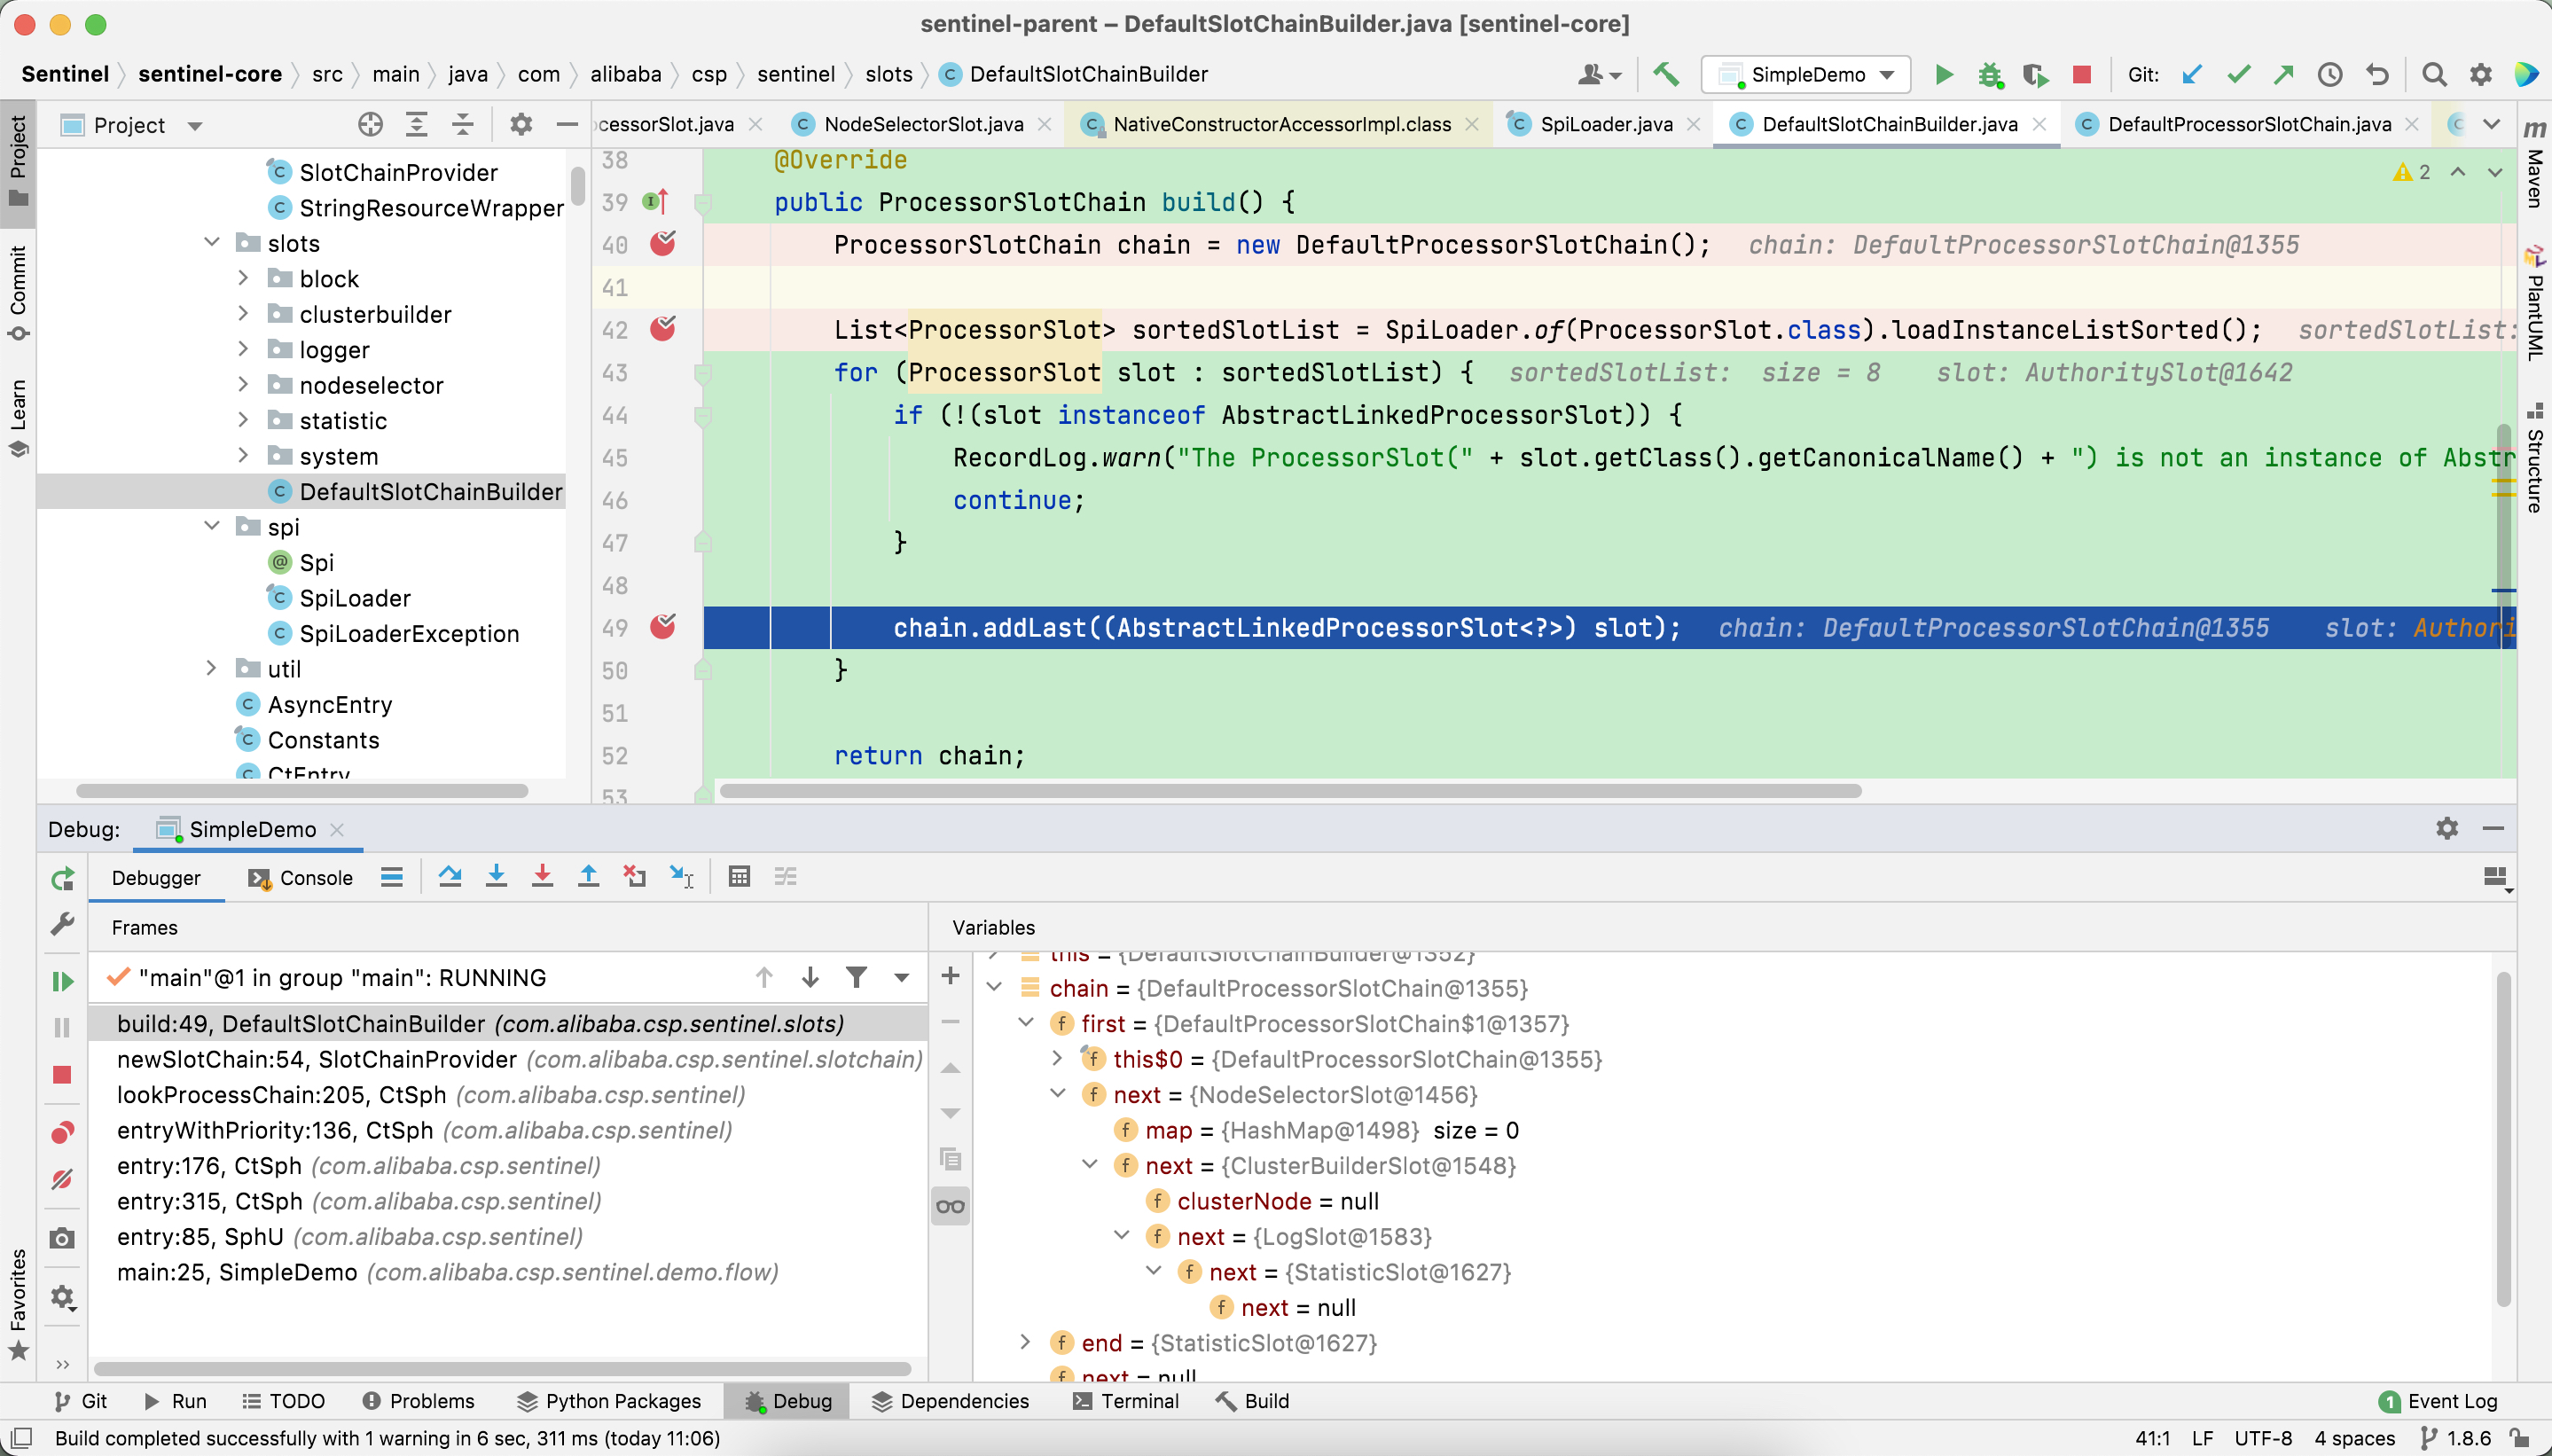 sentinel-parent – DefaultSlotChainBuilder.java [sentinel-core]
Sentinel sentinel-core src main java com alibaba csp sentinel slots DefaultSlotChainBuilder
SimpleDemo
Git:
Project
Commit
Learn
Favorites
Project
cessorSlot.java
NodeSelectorSlot.java
NativeConstructorAccessorImpl.class
SpiLoader.java
DefaultSlotChainBuilder.java
DefaultProcessorSlotChain.java
Maven
PlantUML
Structure
SlotChainProvider
StringResourceWrapper
slots
block
clusterbuilder
logger
nodeselector
statistic
system
DefaultSlotChainBuilder
spi
Spi
SpiLoader
SpiLoaderException
util
AsyncEntry
Constants
CtEntry
2
38 @Override
39 public ProcessorSlotChain build() {
40 ProcessorSlotChain chain = new DefaultProcessorSlotChain(); chain: DefaultProcessorSlotChain@1355
41
42 List<ProcessorSlot> sortedSlotList = SpiLoader.of(ProcessorSlot.class).loadInstanceListSorted(); sortedSlotList:
43 for (ProcessorSlot slot : sortedSlotList) { sortedSlotList: size = 8 slot: AuthoritySlot@1642
44 if (!(slot instanceof AbstractLinkedProcessorSlot)) {
45 RecordLog.warn("The ProcessorSlot(" + slot.getClass().getCanonicalName() + ") is not an instance of Abstr
46 continue;
47 }
48
49 chain.addLast((AbstractLinkedProcessorSlot<?>) slot); chain: DefaultProcessorSlotChain@1355 slot: Authori
50 }
51
52 return chain;
53
Debug: SimpleDemo
Debugger Console
Frames
"main"@1 in group "main": RUNNING
build:49, DefaultSlotChainBuilder (com.alibaba.csp.sentinel.slots)
newSlotChain:54, SlotChainProvider (com.alibaba.csp.sentinel.slotchain)
lookProcessChain:205, CtSph (com.alibaba.csp.sentinel)
entryWithPriority:136, CtSph (com.alibaba.csp.sentinel)
entry:176, CtSph (com.alibaba.csp.sentinel)
entry:315, CtSph (com.alibaba.csp.sentinel)
entry:85, SphU (com.alibaba.csp.sentinel)
main:25, SimpleDemo (com.alibaba.csp.sentinel.demo.flow)
Variables
this = {DefaultSlotChainBuilder@1352}
chain = {DefaultProcessorSlotChain@1355}
first = {DefaultProcessorSlotChain$1@1357}
this$0 = {DefaultProcessorSlotChain@1355}
next = {NodeSelectorSlot@1456}
map = {HashMap@1498} size = 0
next = {ClusterBuilderSlot@1548}
clusterNode = null
next = {LogSlot@1583}
next = {StatisticSlot@1627}
next = null
end = {StatisticSlot@1627}
next = null
Git Run TODO Problems Python Packages Debug Dependencies Terminal Build 1 Event Log
Build completed successfully with 1 warning in 6 sec, 311 ms (today 11:06) 41:1 LF UTF-8 4 spaces 1.8.6